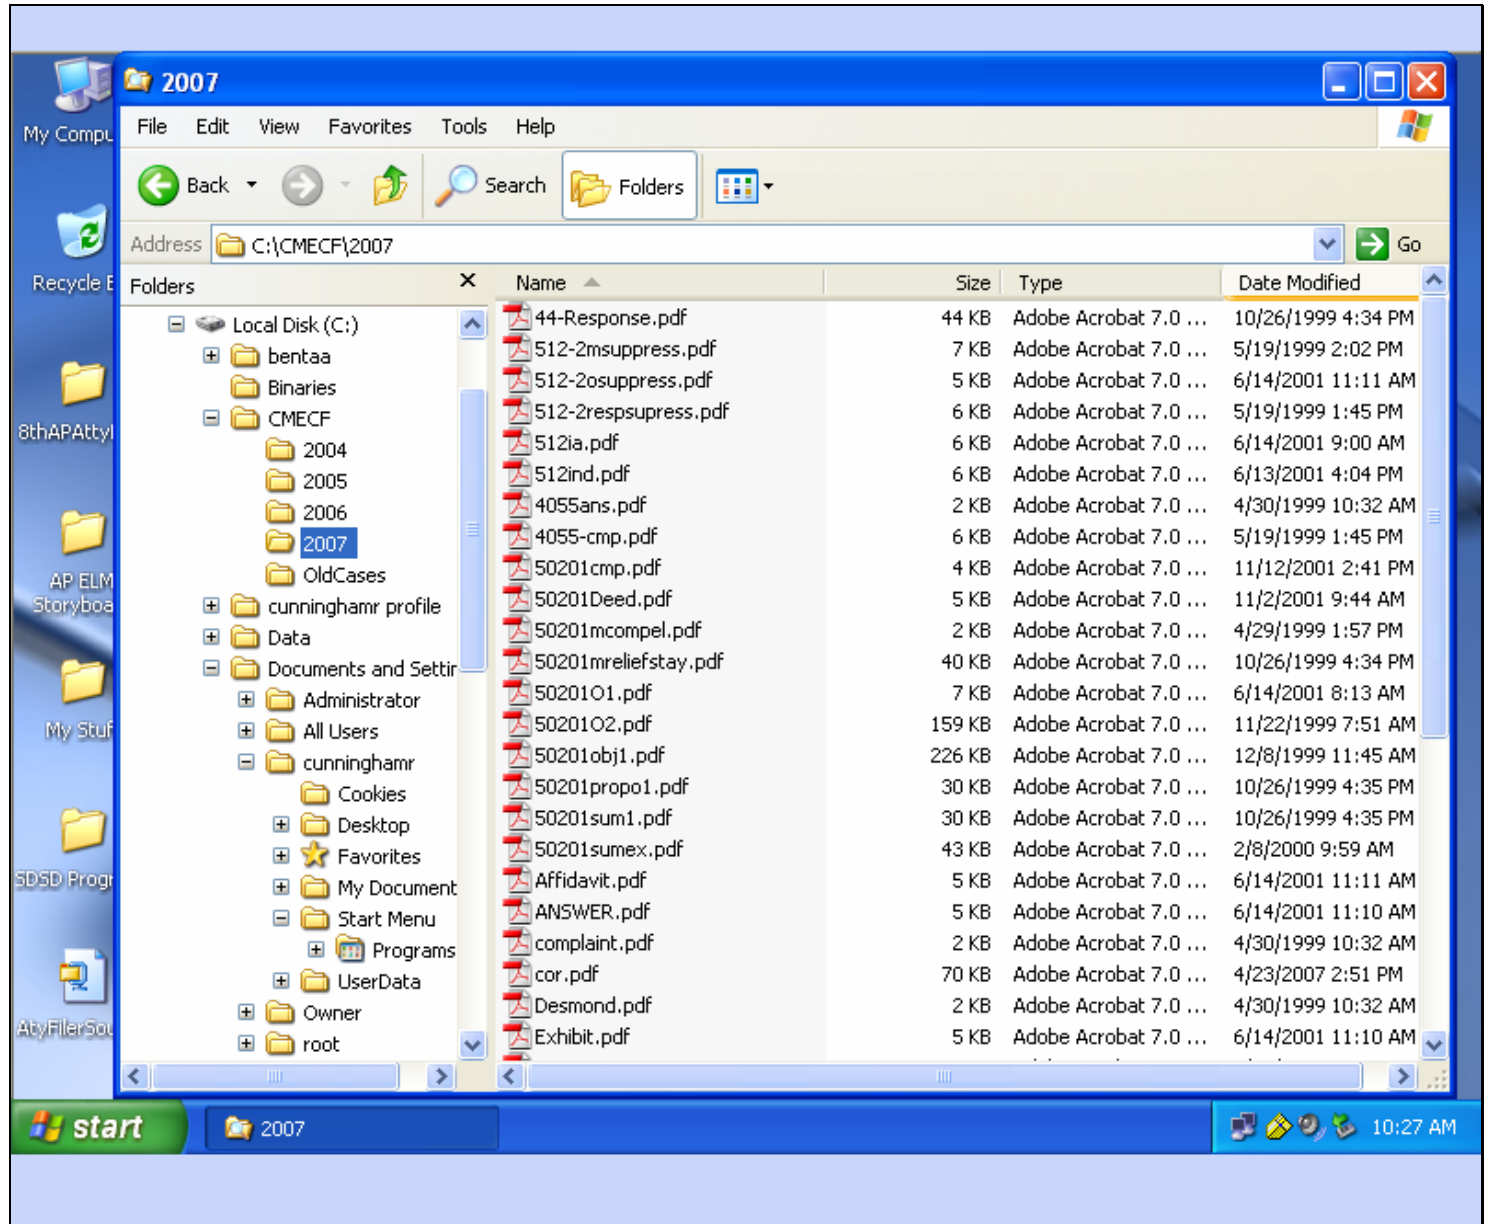 My Compu
Recycle B
8thAPAttyI
AP ELM
Storyboa
My Stuf
SDSD Progr
AtyFilerSou
2007
File Edit View Favorites Tools Help
Back Search Folders
Address C:\CMECF\2007 Go
Folders
Local Disk (C:)
bentaa
Binaries
CMECF
2004
2005
2006
2007
OldCases
cunninghamr profile
Data
Documents and Settin
Administrator
All Users
cunninghamr
Cookies
Desktop
Favorites
My Document
Start Menu
Programs
UserData
Owner
root
Name Size Type Date Modified
44-Response.pdf 44 KB Adobe Acrobat 7.0 ... 10/26/1999 4:34 PM
512-2msuppress.pdf 7 KB Adobe Acrobat 7.0 ... 5/19/1999 2:02 PM
512-2osuppress.pdf 5 KB Adobe Acrobat 7.0 ... 6/14/2001 11:11 AM
512-2respsupress.pdf 6 KB Adobe Acrobat 7.0 ... 5/19/1999 1:45 PM
512ia.pdf 6 KB Adobe Acrobat 7.0 ... 6/14/2001 9:00 AM
512ind.pdf 6 KB Adobe Acrobat 7.0 ... 6/13/2001 4:04 PM
4055ans.pdf 2 KB Adobe Acrobat 7.0 ... 4/30/1999 10:32 AM
4055-cmp.pdf 6 KB Adobe Acrobat 7.0 ... 5/19/1999 1:45 PM
50201cmp.pdf 4 KB Adobe Acrobat 7.0 ... 11/12/2001 2:41 PM
50201Deed.pdf 5 KB Adobe Acrobat 7.0 ... 11/2/2001 9:44 AM
50201mcompel.pdf 2 KB Adobe Acrobat 7.0 ... 4/29/1999 1:57 PM
50201mreliefstay.pdf 40 KB Adobe Acrobat 7.0 ... 10/26/1999 4:34 PM
50201O1.pdf 7 KB Adobe Acrobat 7.0 ... 6/14/2001 8:13 AM
50201O2.pdf 159 KB Adobe Acrobat 7.0 ... 11/22/1999 7:51 AM
50201obj1.pdf 226 KB Adobe Acrobat 7.0 ... 12/8/1999 11:45 AM
50201propo1.pdf 30 KB Adobe Acrobat 7.0 ... 10/26/1999 4:35 PM
50201sum1.pdf 30 KB Adobe Acrobat 7.0 ... 10/26/1999 4:35 PM
50201sumex.pdf 43 KB Adobe Acrobat 7.0 ... 2/8/2000 9:59 AM
Affidavit.pdf 5 KB Adobe Acrobat 7.0 ... 6/14/2001 11:11 AM
ANSWER.pdf 5 KB Adobe Acrobat 7.0 ... 6/14/2001 11:10 AM
complaint.pdf 2 KB Adobe Acrobat 7.0 ... 4/30/1999 10:32 AM
cor.pdf 70 KB Adobe Acrobat 7.0 ... 4/23/2007 2:51 PM
Desmond.pdf 2 KB Adobe Acrobat 7.0 ... 4/30/1999 10:32 AM
Exhibit.pdf 5 KB Adobe Acrobat 7.0 ... 6/14/2001 11:10 AM
start 2007 10:27 AM